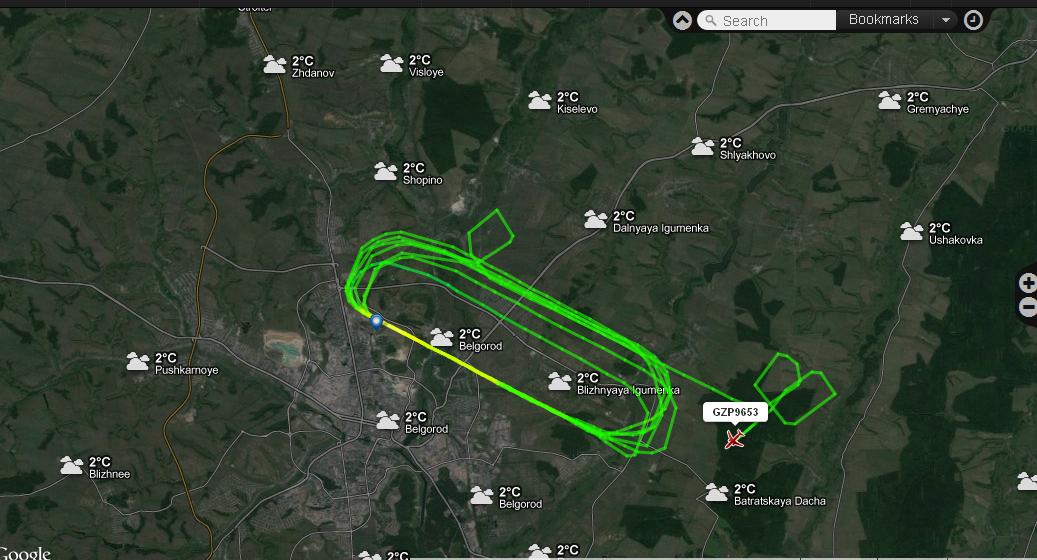 Stroitel
Search
Bookmarks
2°C
Zhdanov
2°C
Visloye
2°C
Kiselevo
2°C
Gremyachye
2°C
Shlyakhovo
2°C
Shopino
2°C
Dalnyaya Igumenka
2°C
Ushakovka
2°C
Belgorod
2°C
Pushkarnoye
2°C
Blizhnyaya Igumenka
GZP9653
2°C
Belgorod
2°C
Blizhnee
2°C
Belgorod
2°C
Batratskaya Dacha
Google
2°C
2°C